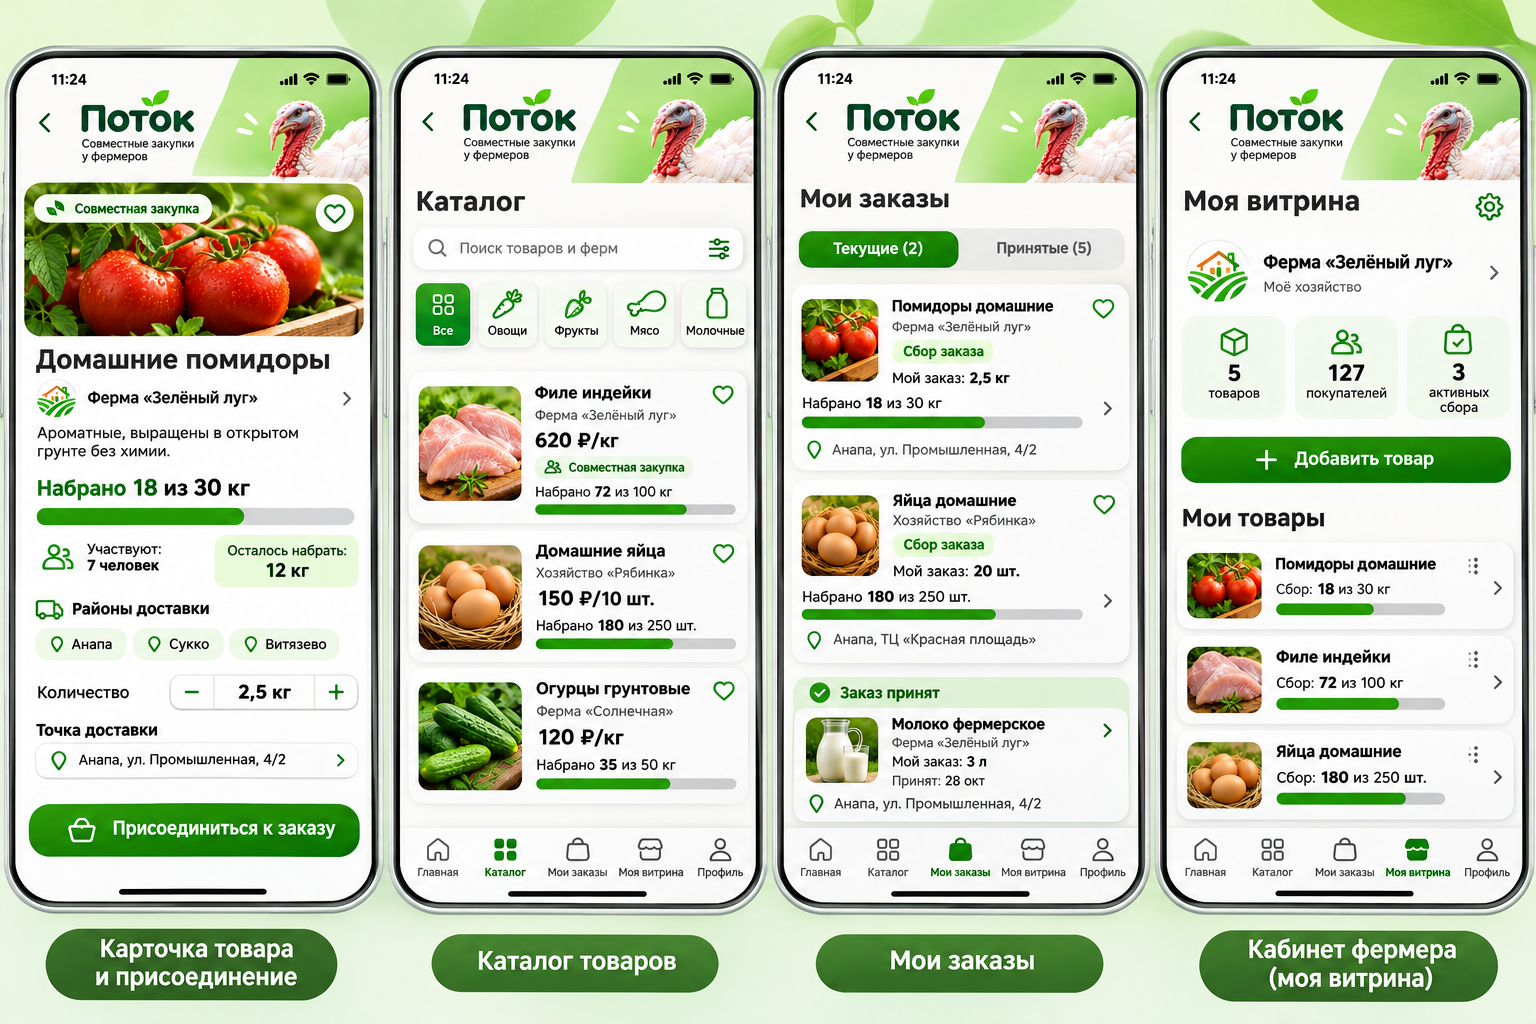 11:24
Поток
Совместные закупки
у фермеров
Совместная закупка
Домашние помидоры
Ферма «Зелёный луг»
Ароматные, выращены в открытом
грунте без химии.
Набрано 18 из 30 кг
Участвуют:
7 человек
Осталось набрать:
12 кг
Районы доставки
Анапа
Сукко
Витязево
Количество
− 2,5 кг +
Точка доставки
Анапа, ул. Промышленная, 4/2
Присоединиться к заказу
Карточка товара
и присоединение
11:24
Поток
Совместные закупки
у фермеров
Каталог
Поиск товаров и ферм
Все
Овощи
Фрукты
Мясо
Молочные
Филе индейки
Ферма «Зелёный луг»
620 ₽/кг
Совместная закупка
Набрано 72 из 100 кг
Домашние яйца
Хозяйство «Рябинка»
150 ₽/10 шт.
Набрано 180 из 250 шт.
Огурцы грунтовые
Ферма «Солнечная»
120 ₽/кг
Набрано 35 из 50 кг
Главная
Каталог
Мои заказы
Моя витрина
Профиль
Каталог товаров
11:24
Поток
Совместные закупки
у фермеров
Мои заказы
Текущие (2)
Принятые (5)
Помидоры домашние
Ферма «Зелёный луг»
Сбор заказа
Мой заказ: 2,5 кг
Набрано 18 из 30 кг
Анапа, ул. Промышленная, 4/2
Яйца домашние
Хозяйство «Рябинка»
Сбор заказа
Мой заказ: 20 шт.
Набрано 180 из 250 шт.
Анапа, ТЦ «Красная площадь»
Заказ принят
Молоко фермерское
Ферма «Зелёный луг»
Мой заказ: 3 л
Принят: 28 окт
Анапа, ул. Промышленная, 4/2
Главная
Каталог
Мои заказы
Моя витрина
Профиль
Мои заказы
11:24
Поток
Совместные закупки
у фермеров
Моя витрина
Ферма «Зелёный луг»
Моё хозяйство
5
товаров
127
покупателей
3
активных
сбора
+ Добавить товар
Мои товары
Помидоры домашние
Сбор: 18 из 30 кг
Филе индейки
Сбор: 72 из 100 кг
Яйца домашние
Сбор: 180 из 250 шт.
Главная
Каталог
Мои заказы
Моя витрина
Профиль
Кабинет фермера
(моя витрина)